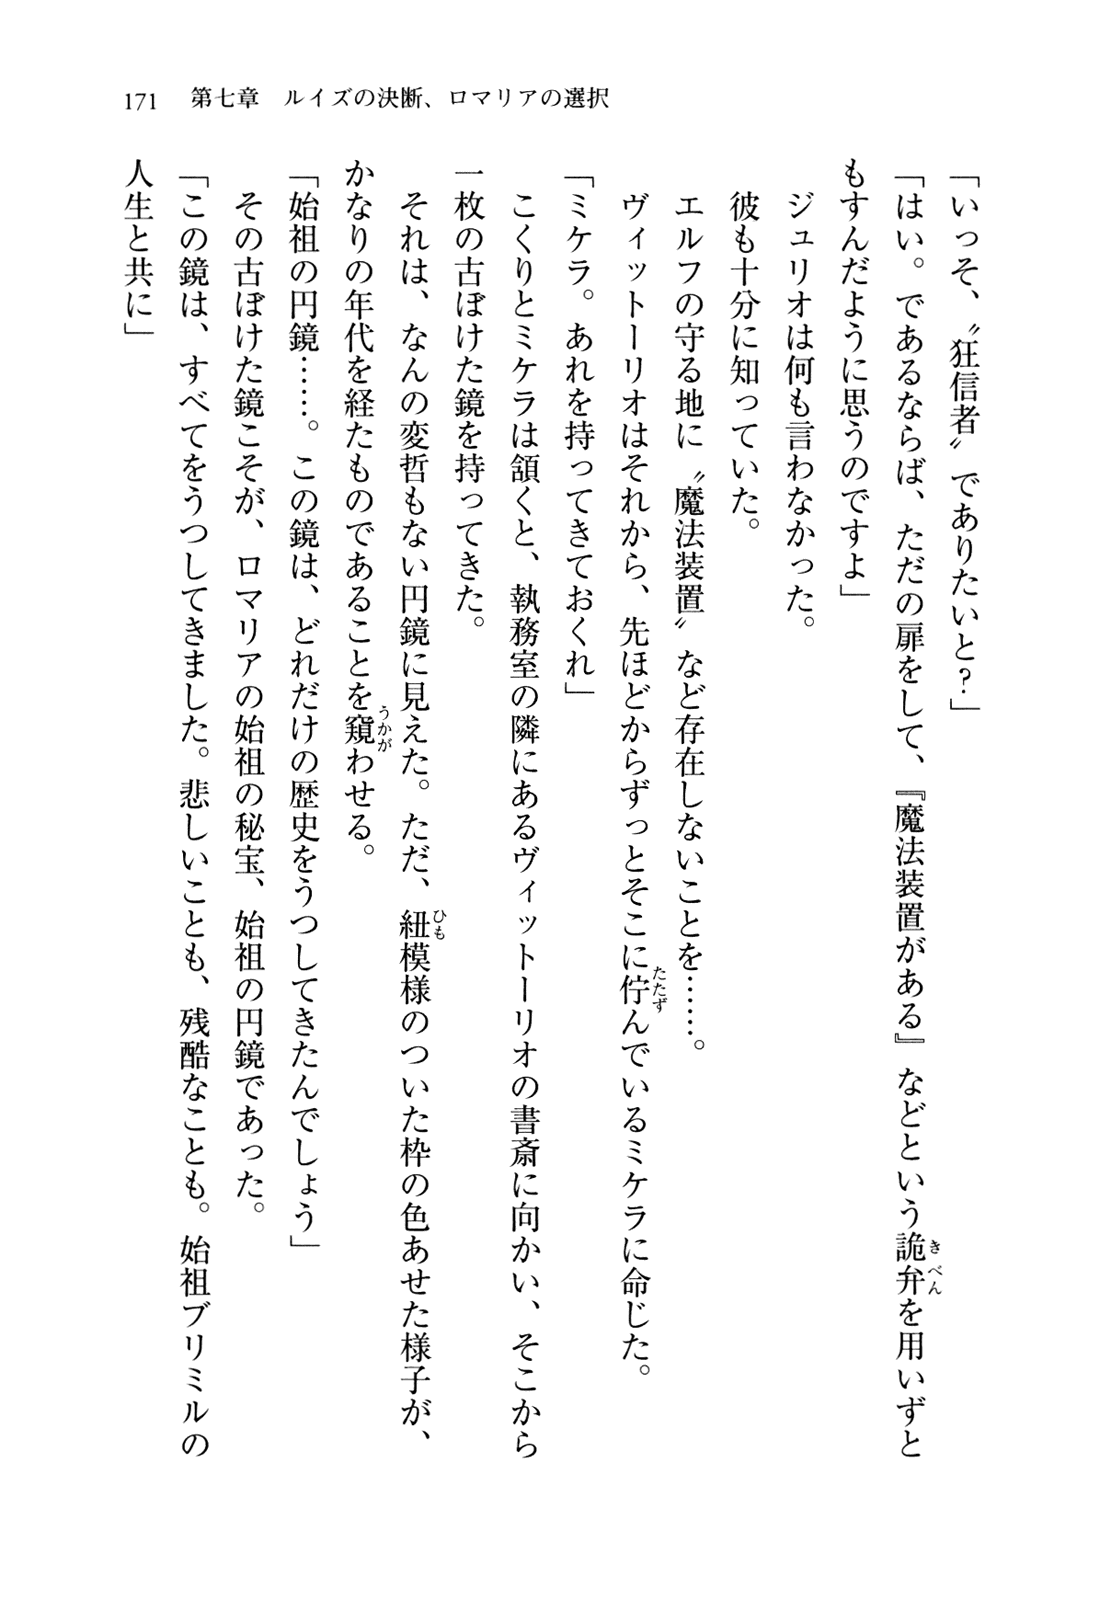 171　第七章　ルイズの決断、ロマリアの選択
「いっそ、〝狂信者〟でありたいと？」
「はい。であるならば、ただの扉をして、『魔法装置がある』などという詭弁を用いずと
もすんだように思うのですよ」
　ジュリオは何も言わなかった。
　彼も十分に知っていた。
　エルフの守る地に〝魔法装置〟など存在しないことを……。
　ヴィットーリオはそれから、先ほどからずっとそこに佇んでいるミケラに命じた。
「ミケラ。あれを持ってきておくれ」
　こくりとミケラは頷くと、執務室の隣にあるヴィットーリオの書斎に向かい、そこから
一枚の古ぼけた鏡を持ってきた。
　それは、なんの変哲もない円鏡に見えた。ただ、紐模様のついた枠の色あせた様子が、
かなりの年代を経たものであることを窺わせる。
「始祖の円鏡……。この鏡は、どれだけの歴史をうつしてきたんでしょう」
　その古ぼけた鏡こそが、ロマリアの始祖の秘宝、始祖の円鏡であった。
「この鏡は、すべてをうつしてきました。悲しいことも、残酷なことも。始祖ブリミルの
人生と共に」